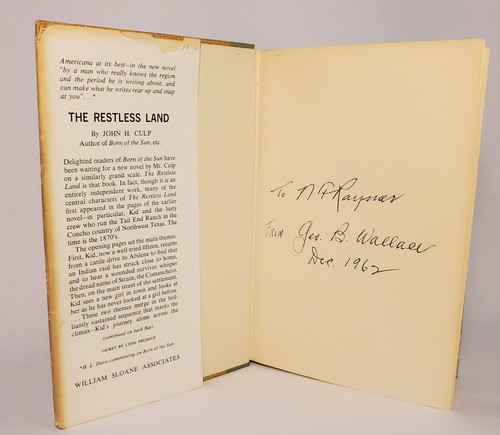 Americana at its best—in the new novel
"by a man who really knows the region
and the period he is writing about, and
can make what he writes rear up and snap
at you"...*
THE RESTLESS LAND
By JOHN H. CULP
Author of Born of the Sun, etc.
Delighted readers of Born of the Sun have
been waiting for a new novel by Mr. Culp
on a similarly grand scale. The Restless
Land is that book. In fact, though it is an
entirely independent work, many of the
central characters of The Restless Land
first appeared in the pages of the earlier
novel—in particular, Kid and the lusty
crew who run the Tail End Ranch in the
Concho country of Northwest Texas. The
time is the 1870's.
The opening pages set the main themes.
First, Kid, now a well-tried fifteen, returns
from a cattle drive to Abilene to find that
an Indian raid has struck close to home,
and to hear a wounded survivor whisper
the dread name of Strain, the Comanchero.
Then, on the main street of the settlement,
Kid sees a new girl in town and looks at
her as he has never looked at a girl before.
... These two themes merge in the bril-
liantly sustained sequence that marks the
climax—Kid's journey alone across the
(continued on back flap)
JACKET BY LYDIA FRUHAUF
*H. L. Davis commenting on Born of the Sun.
WILLIAM SLOANE ASSOCIATES
To N A Raynor
From Geo. B. Wallace
Dec. 1962